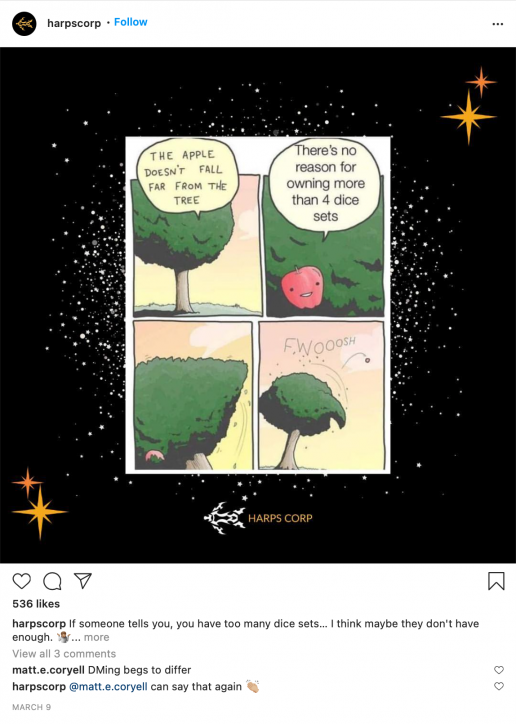 harpscorp • Follow
THE APPLE
DOESN'T FALL
FAR FROM THE
TREE
There's no
reason for
owning more
than 4 dice
sets
FWOOOSH
HARPS CORP
536 likes
harpscorp If someone tells you, you have too many dice sets... I think maybe they don't have
enough. 🤷🏽‍♀️... more
View all 3 comments
matt.e.coryell DMing begs to differ
harpscorp @matt.e.coryell can say that again 👏🏼
MARCH 9